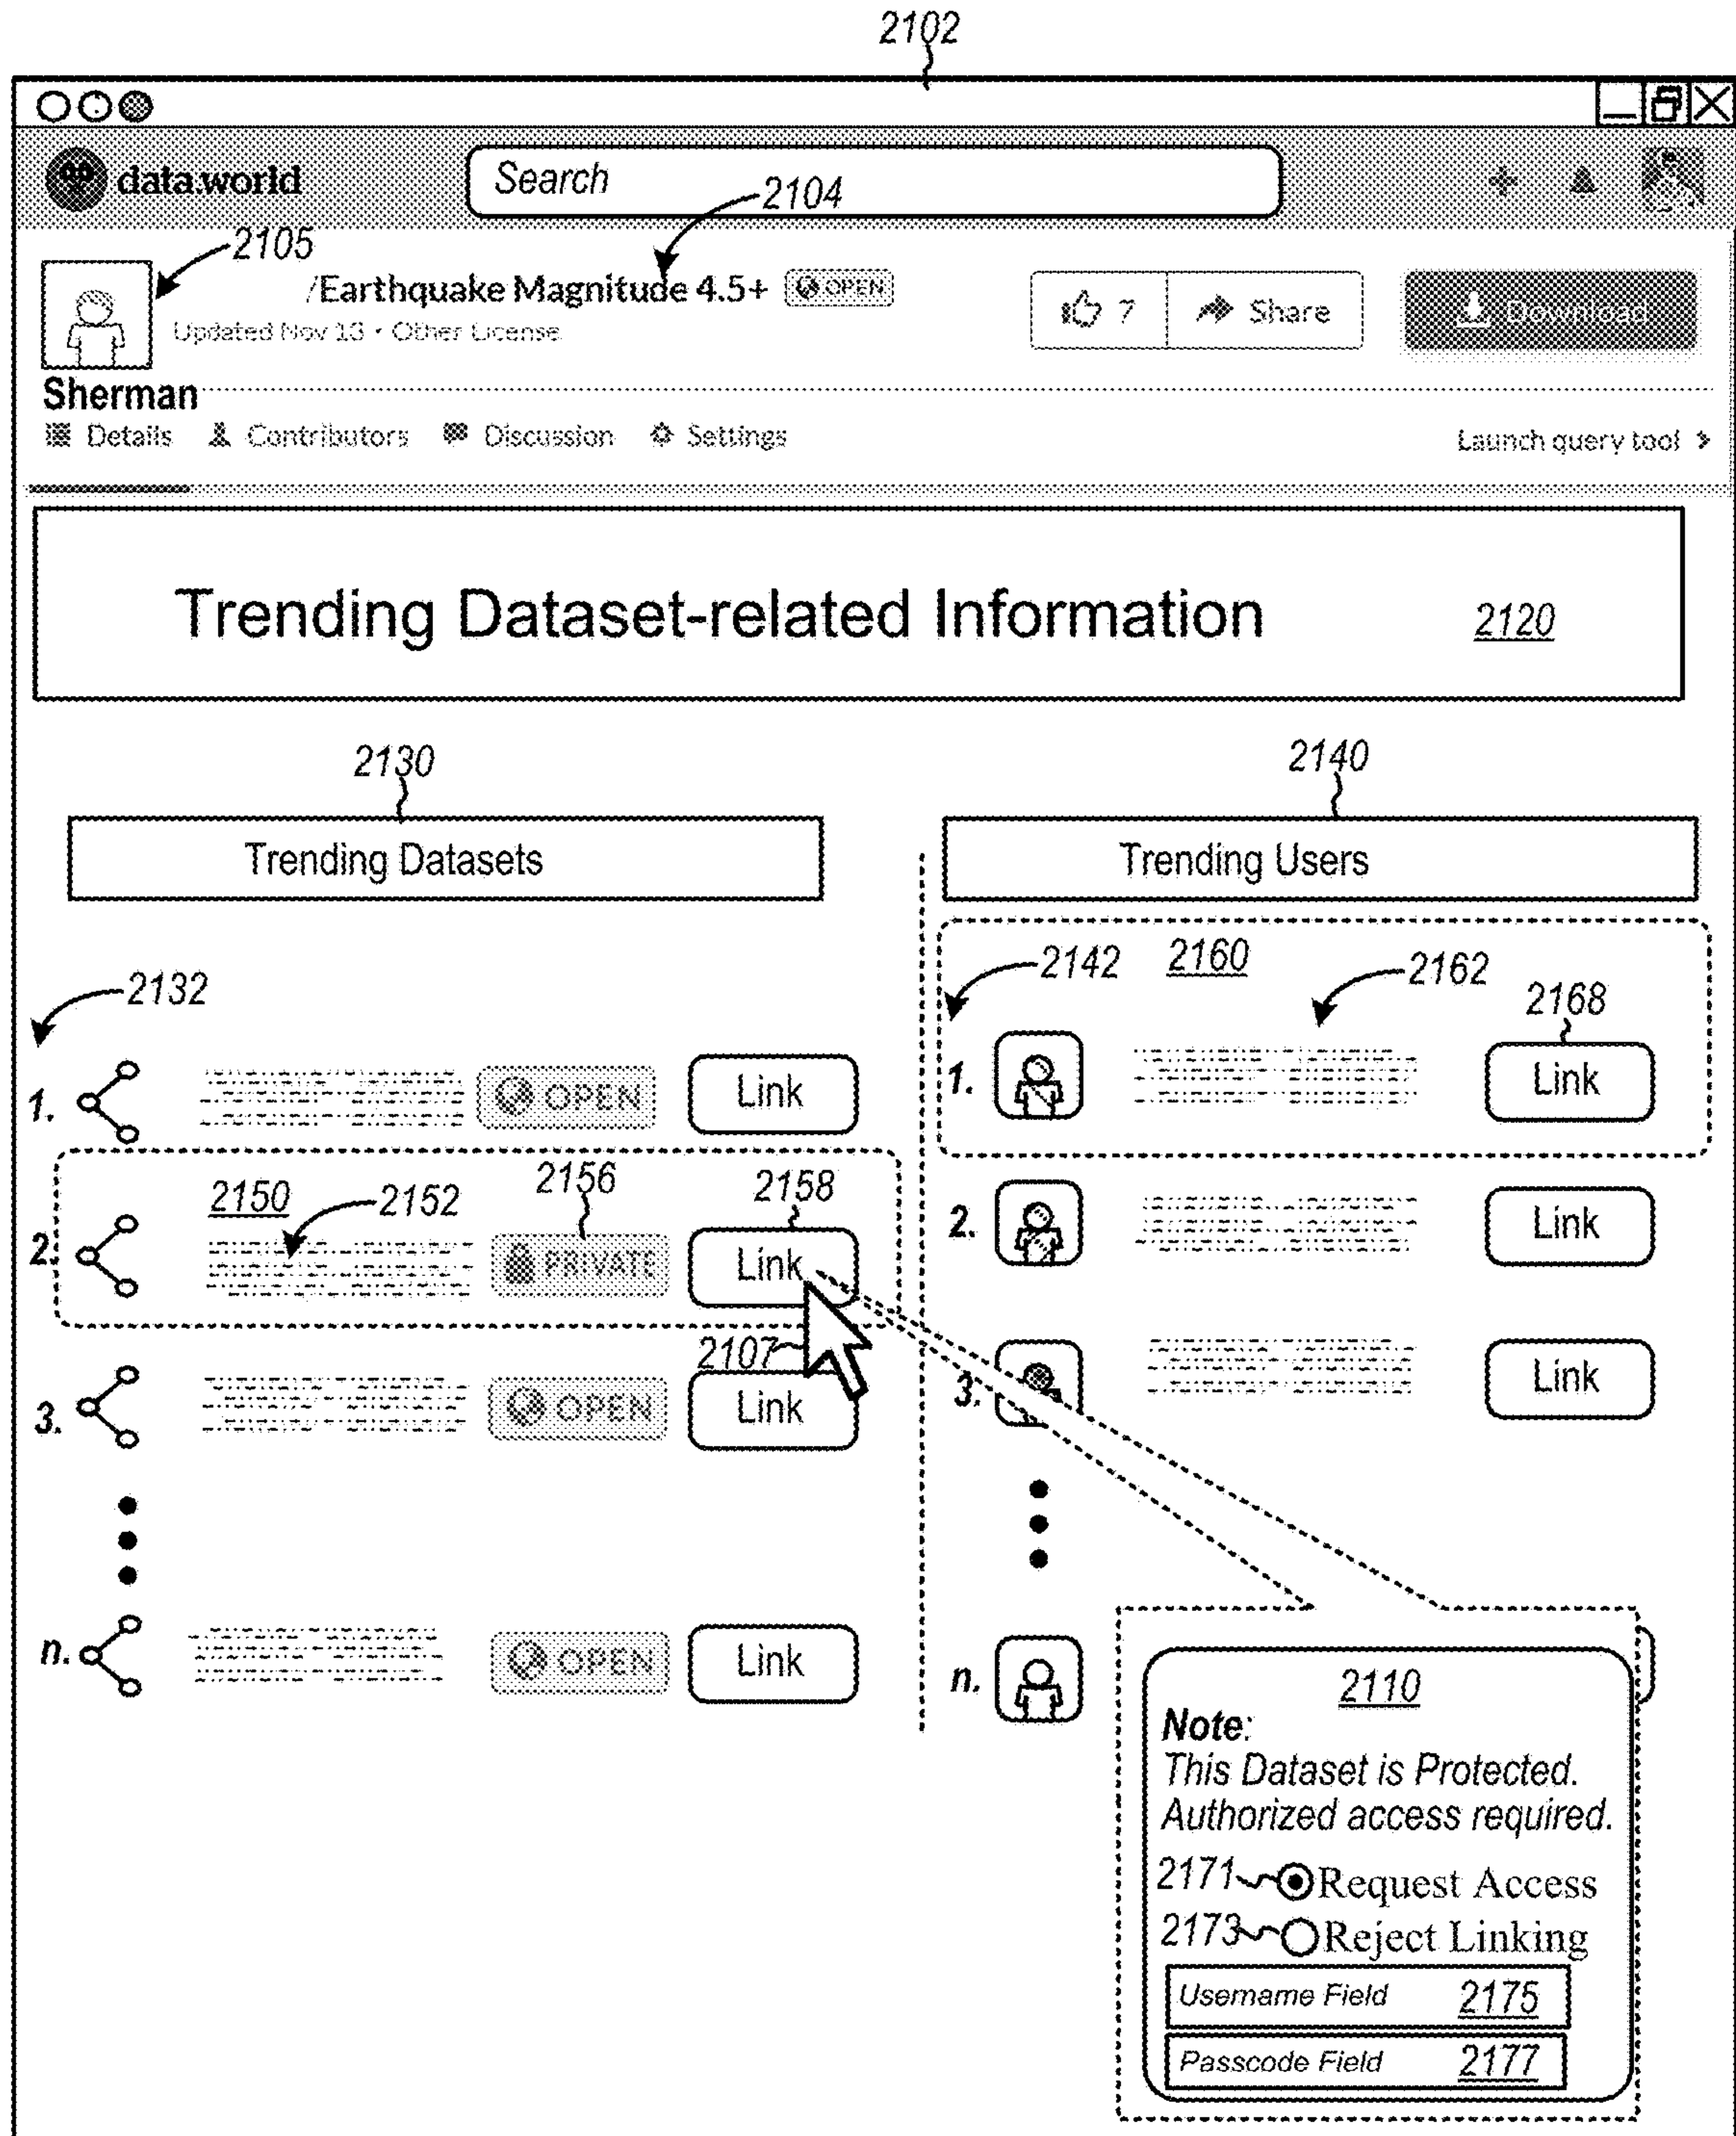 2102
data.world
Search
2104
2105
/Earthquake Magnitude 4.5+ OPEN
7 Share Download
Updated Nov 13 • Other License
Sherman
Details Contributors Discussion Settings
Launch query tool >
Trending Dataset-related Information 2120
2130
2140
Trending Datasets
Trending Users
2132
1. OPEN Link
2150 2152 2156 2158
2. PRIVATE Link
2107
3. OPEN Link
n. OPEN Link
2142 2160 2162 2168
1. Link
2. Link
3. Link
n.
2110
Note:
This Dataset is Protected.
Authorized access required.
2171 Request Access
2173 Reject Linking
Username Field 2175
Passcode Field 2177